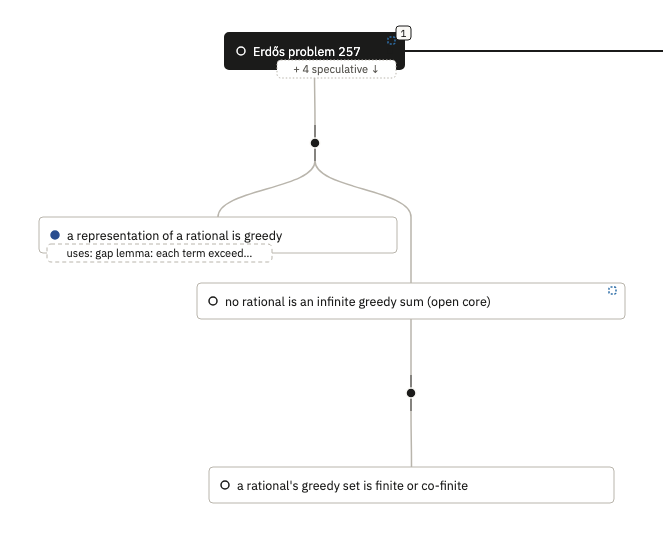 1
Erdős problem 257
+ 4 speculative ↓
a representation of a rational is greedy
uses: gap lemma: each term exceed...
no rational is an infinite greedy sum (open core)
a rational's greedy set is finite or co-finite